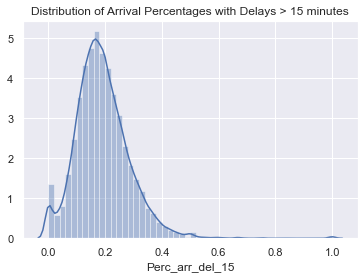 Distribution of Arrival Percentages with Delays > 15 minutes
5
4
3
2
1
0
0.0 0.2 0.4 0.6 0.8 1.0
Perc_arr_del_15